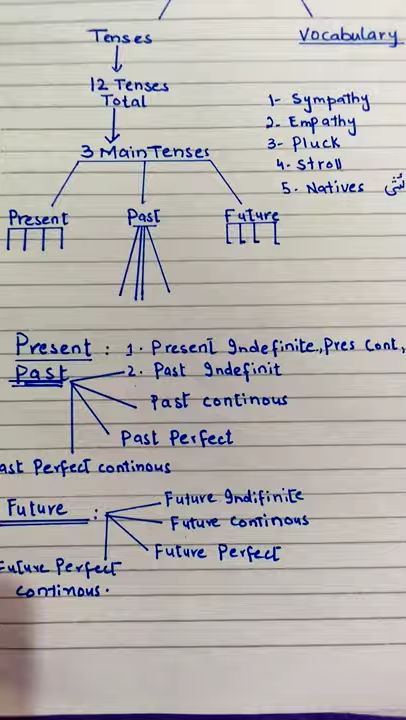 Tenses
Vocabulary
12 Tenses
Total
1- Sympathy
2- Empathy
3- Pluck
4- Stroll
5. Natives
3 Main Tenses
Present
Past
Future
Present : 1. Present Indefinite, Pres Cont,
Past 2. Past Indefinit
Past continous
Past Perfect
ast Perfect continous
Future : Future Indifinite
Future continous
Future Perfect
Future Perfect
continous.